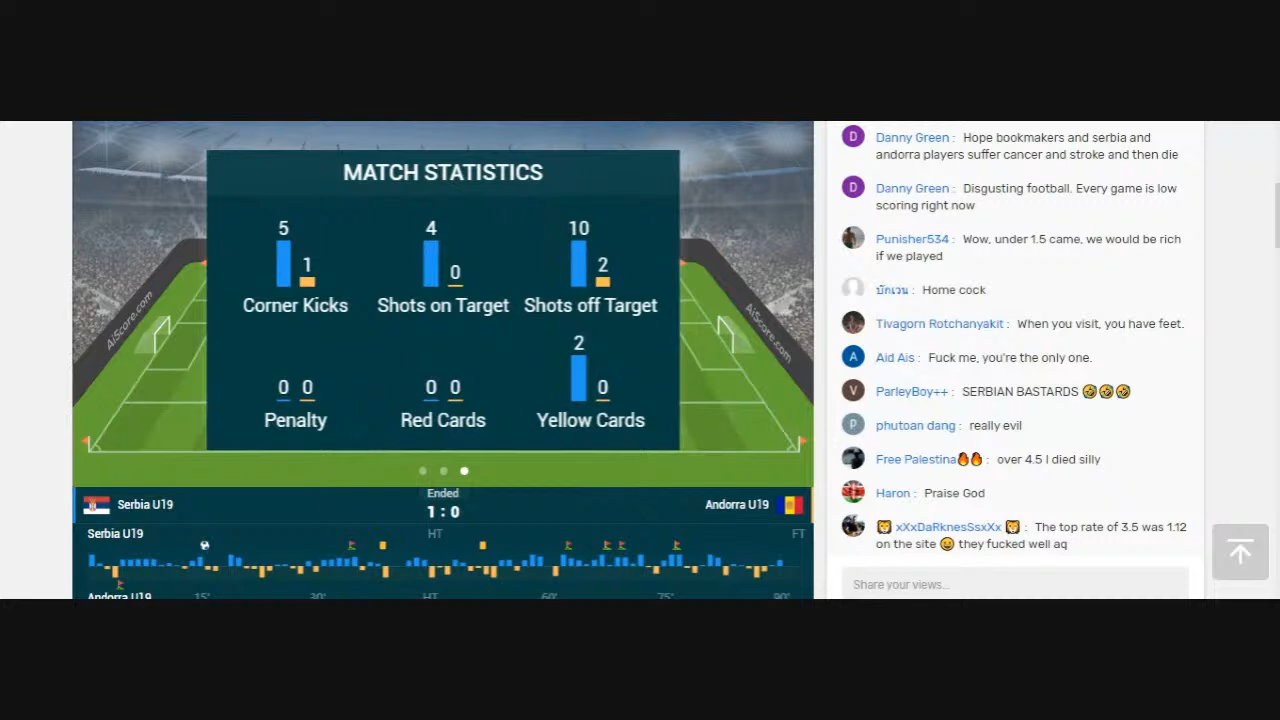 MATCH STATISTICS
5
1
Corner Kicks
4
0
Shots on Target
10
2
Shots off Target
0 0
Penalty
0 0
Red Cards
2
0
Yellow Cards
AiScore.com
AiScore.com
Serbia U19
Ended
1 : 0
Andorra U19
Serbia U19
HT
FT
Andorra U19
15'
30'
HT
60'
75'
90'
D
Danny Green : Hope bookmakers and serbia and
andorra players suffer cancer and stroke and then die
D
Danny Green : Disgusting football. Every game is low
scoring right now
Punisher534 : Wow, under 1.5 came, we would be rich
if we played
บักเวน : Home cock
Tivagorn Rotchanyakit : When you visit, you have feet.
A
Aid Ais : Fuck me, you're the only one.
V
ParleyBoy++ : SERBIAN BASTARDS 🤣🤣🤣
P
phutoan dang : really evil
Free Palestina🔥🔥 : over 4.5 I died silly
Haron : Praise God
🦁 xXxDaRknesSsxXx 🦁 : The top rate of 3.5 was 1.12
on the site 😄 they fucked well aq
Share your views...